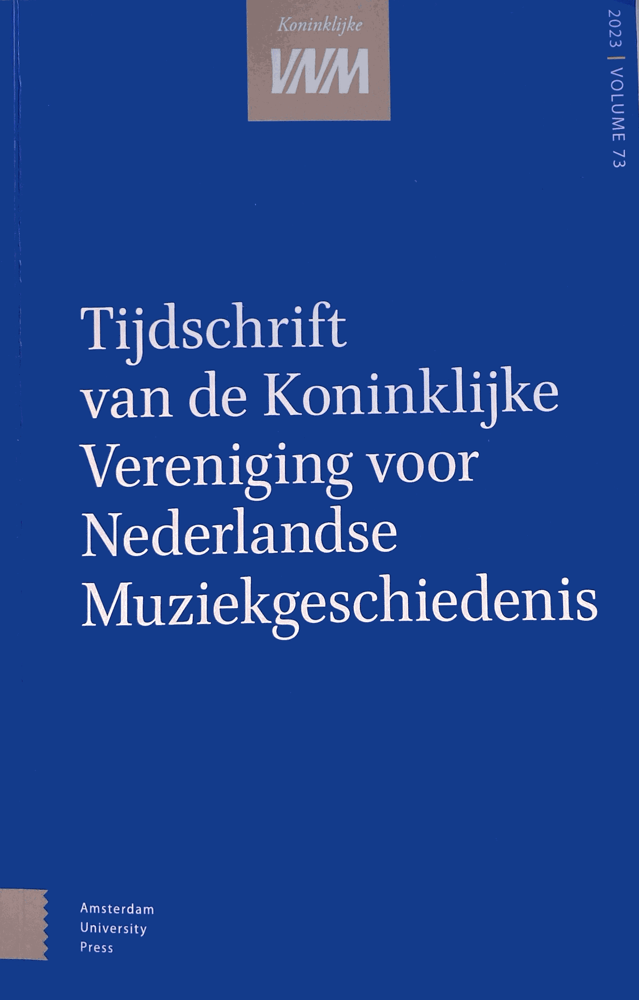 Koninklijke
VNM
2023 | VOLUME 73
Tijdschrift
van de Koninklijke
Vereniging voor
Nederlandse
Muziekgeschiedenis
Amsterdam
University
Press